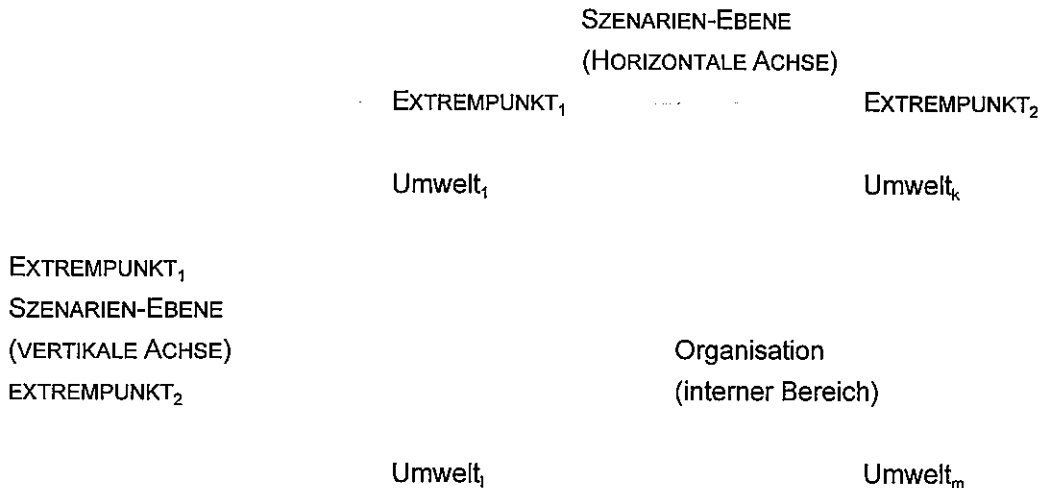 SZENARIEN-EBENE
(HORIZONTALE ACHSE)
EXTREMPUNKT₁ EXTREMPUNKT₂
Umwelt₁ Umweltₖ
EXTREMPUNKT₁
SZENARIEN-EBENE
(VERTIKALE ACHSE) Organisation
EXTREMPUNKT₂ (interner Bereich)
Umweltₗ Umweltₘ